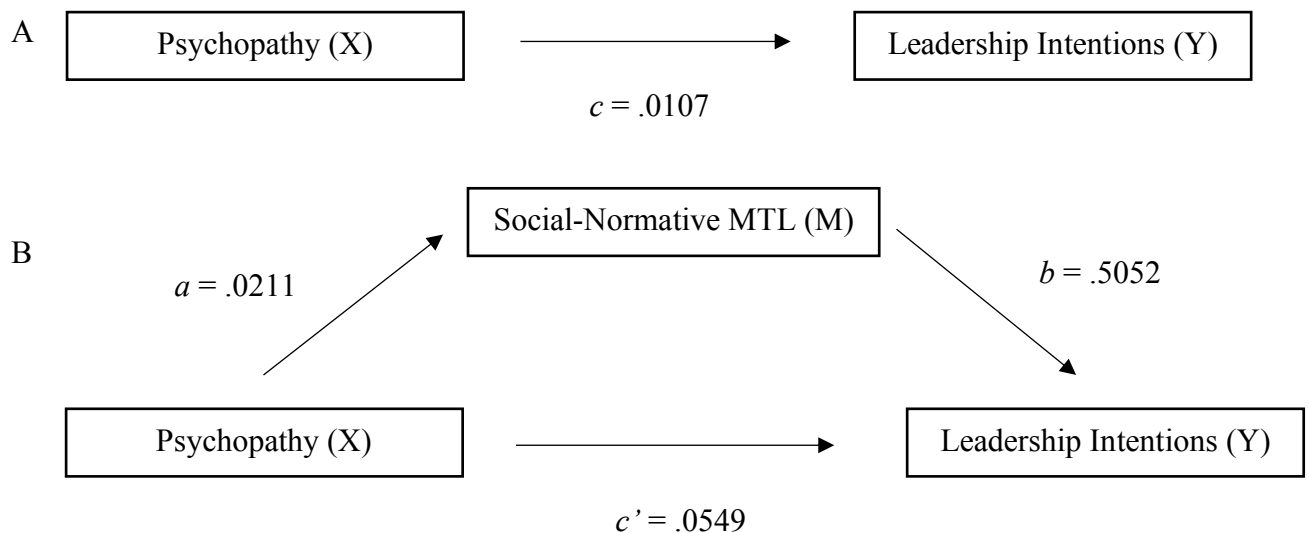 A
Psychopathy (X)
Leadership Intentions (Y)
c = .0107
Social-Normative MTL (M)
B
a = .0211
b = .5052
Psychopathy (X)
Leadership Intentions (Y)
c’ = .0549